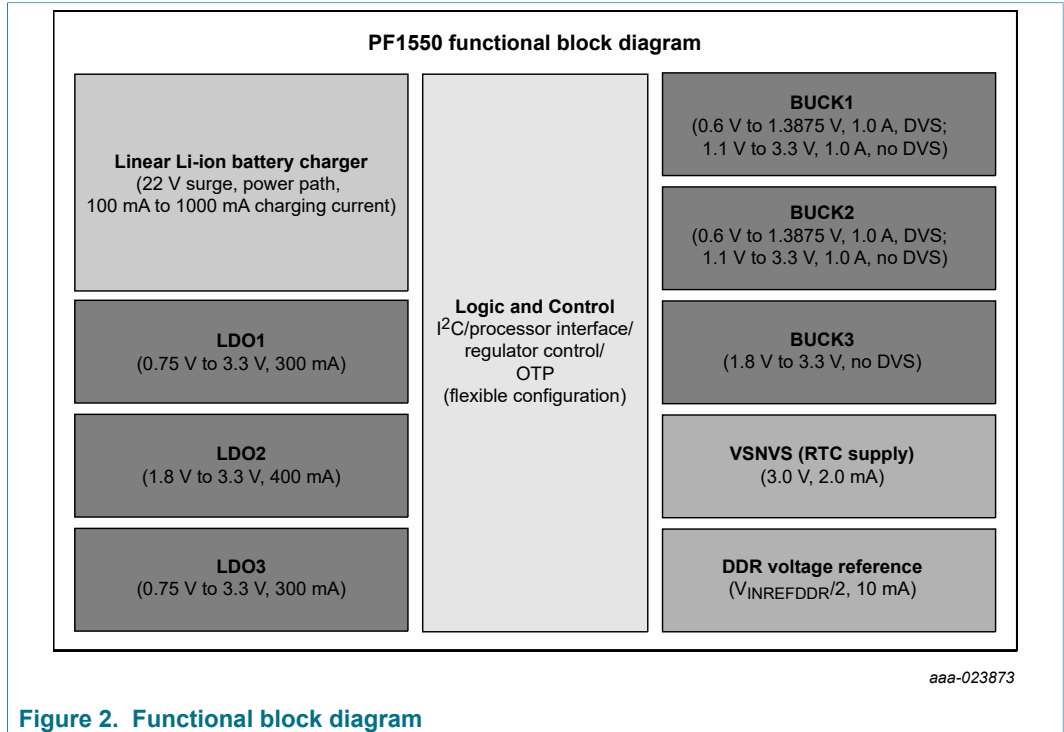 PF1550 functional block diagram
Linear Li-ion battery charger
(22 V surge, power path,
100 mA to 1000 mA charging current)
LDO1
(0.75 V to 3.3 V, 300 mA)
LDO2
(1.8 V to 3.3 V, 400 mA)
LDO3
(0.75 V to 3.3 V, 300 mA)
Logic and Control
I2C/processor interface/
regulator control/
OTP
(flexible configuration)
BUCK1
(0.6 V to 1.3875 V, 1.0 A, DVS;
1.1 V to 3.3 V, 1.0 A, no DVS)
BUCK2
(0.6 V to 1.3875 V, 1.0 A, DVS;
1.1 V to 3.3 V, 1.0 A, no DVS)
BUCK3
(1.8 V to 3.3 V, no DVS)
VSNVS (RTC supply)
(3.0 V, 2.0 mA)
DDR voltage reference
(VINREFDDR/2, 10 mA)
aaa-023873
Figure 2. Functional block diagram